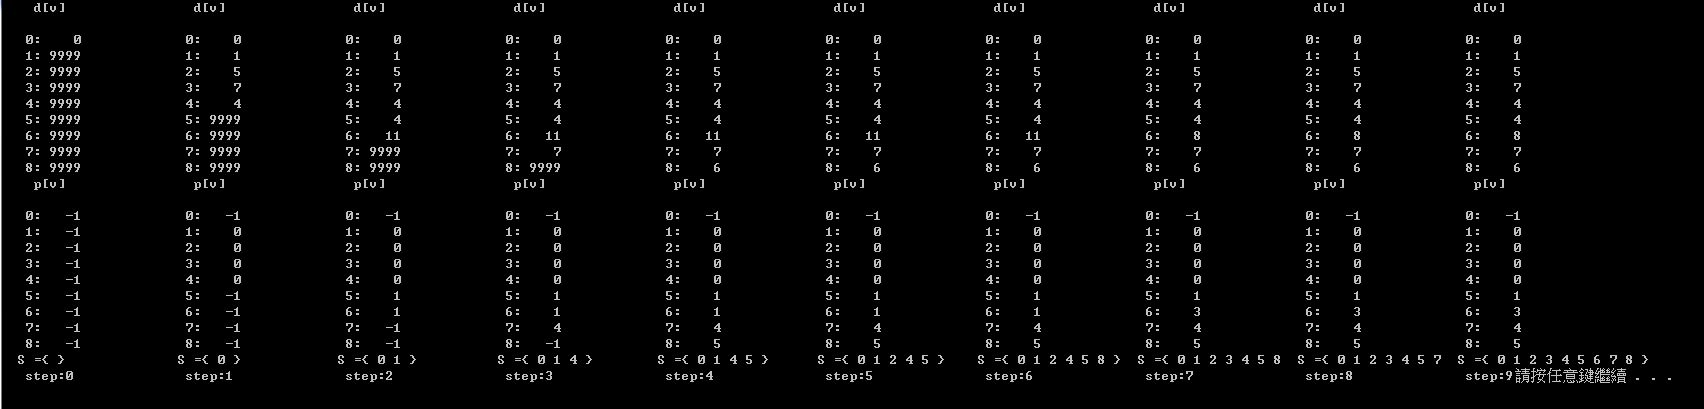 d[v] d[v] d[v] d[v] d[v] d[v] d[v] d[v] d[v] d[v]
0: 0 0: 0 0: 0 0: 0 0: 0 0: 0 0: 0 0: 0 0: 0 0: 0
1: 9999 1: 1 1: 1 1: 1 1: 1 1: 1 1: 1 1: 1 1: 1 1: 1
2: 9999 2: 5 2: 5 2: 5 2: 5 2: 5 2: 5 2: 5 2: 5 2: 5
3: 9999 3: 7 3: 7 3: 7 3: 7 3: 7 3: 7 3: 7 3: 7 3: 7
4: 9999 4: 4 4: 4 4: 4 4: 4 4: 4 4: 4 4: 4 4: 4 4: 4
5: 9999 5: 9999 5: 4 5: 4 5: 4 5: 4 5: 4 5: 4 5: 4 5: 4
6: 9999 6: 9999 6: 11 6: 11 6: 11 6: 11 6: 11 6: 8 6: 8 6: 8
7: 9999 7: 9999 7: 9999 7: 7 7: 7 7: 7 7: 7 7: 7 7: 7 7: 7
8: 9999 8: 9999 8: 9999 8: 9999 8: 6 8: 6 8: 6 8: 6 8: 6 8: 6
p[v] p[v] p[v] p[v] p[v] p[v] p[v] p[v] p[v] p[v]
0: -1 0: -1 0: -1 0: -1 0: -1 0: -1 0: -1 0: -1 0: -1 0: -1
1: -1 1: 0 1: 0 1: 0 1: 0 1: 0 1: 0 1: 0 1: 0 1: 0
2: -1 2: 0 2: 0 2: 0 2: 0 2: 0 2: 0 2: 0 2: 0 2: 0
3: -1 3: 0 3: 0 3: 0 3: 0 3: 0 3: 0 3: 0 3: 0 3: 0
4: -1 4: 0 4: 0 4: 0 4: 0 4: 0 4: 0 4: 0 4: 0 4: 0
5: -1 5: -1 5: 1 5: 1 5: 1 5: 1 5: 1 5: 1 5: 1 5: 1
6: -1 6: -1 6: 1 6: 1 6: 1 6: 1 6: 1 6: 3 6: 3 6: 3
7: -1 7: -1 7: -1 7: 4 7: 4 7: 4 7: 4 7: 4 7: 4 7: 4
8: -1 8: -1 8: -1 8: -1 8: 5 8: 5 8: 5 8: 5 8: 5 8: 5
S ={ } S ={ 0 } S ={ 0 1 } S ={ 0 1 4 } S ={ 0 1 4 5 } S ={ 0 1 2 4 5 } S ={ 0 1 2 4 5 8 } S ={ 0 1 2 3 4 5 8 S ={ 0 1 2 3 4 5 7 S ={ 0 1 2 3 4 5 6 7 8 }
step:0 step:1 step:2 step:3 step:4 step:5 step:6 step:7 step:8 step:9請按任意鍵繼續 . . .